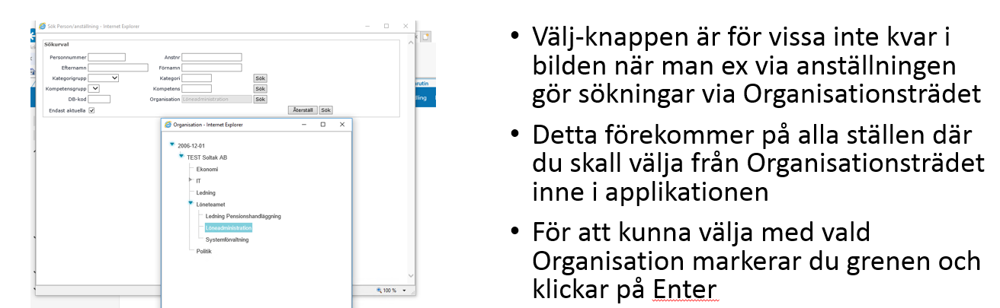 Sök Person/anställning - Internet Explorer
Sökurval
Personnummer Anstnr
Efternamn Förnamn
Kategorigrupp Kategori Sök
Kompetensgrupp Kompetens Sök
DB-kod Organisation Löneadministration Sök
Endast aktuella
Återställ Sök
rutin
lling
Organisation - Internet Explorer
2006-12-01
TEST Soltak AB
Ekonomi
IT
Ledning
Löneteamet
Ledning Pensionshandläggning
Löneadministration
Systemförvaltning
Politik
100 %
• Välj-knappen är för vissa inte kvar i
bilden när man ex via anställningen
gör sökningar via Organisationsträdet
• Detta förekommer på alla ställen där
du skall välja från Organisationsträdet
inne i applikationen
• För att kunna välja med vald
Organisation markerar du grenen och
klickar på Enter